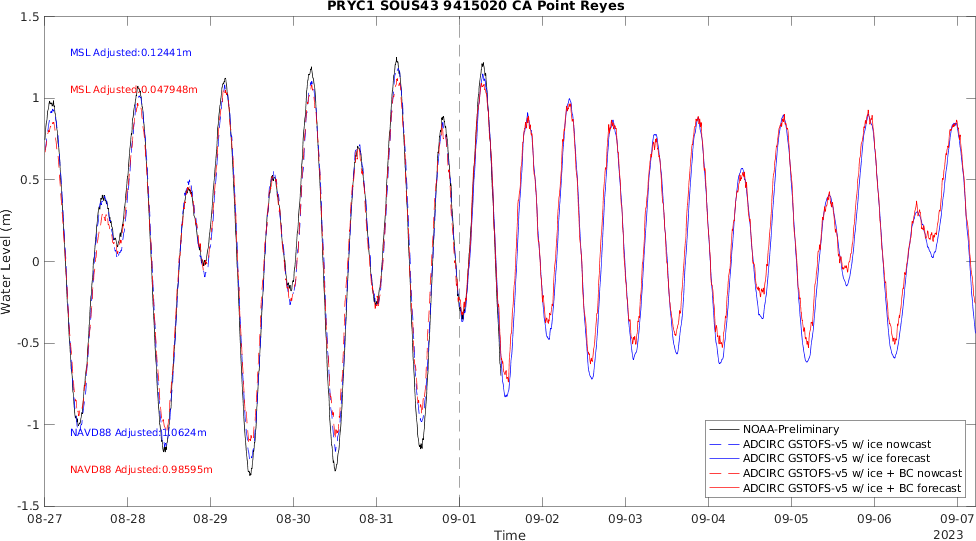 PRYC1 SOUS43 9415020 CA Point Reyes
1.5
MSL Adjusted:0.12441m
MSL Adjusted:0.047948m
1
0.5
Water Level (m)
0
-0.5
-1
NAVD88 Adjusted:1.0624m
NAVD88 Adjusted:0.98595m
-1.5
NOAA-Preliminary
ADCIRC GSTOFS-v5 w/ ice nowcast
ADCIRC GSTOFS-v5 w/ ice forecast
ADCIRC GSTOFS-v5 w/ ice + BC nowcast
ADCIRC GSTOFS-v5 w/ ice + BC forecast
08-27 08-28 08-29 08-30 08-31 09-01 09-02 09-03 09-04 09-05 09-06 09-07
Time
2023